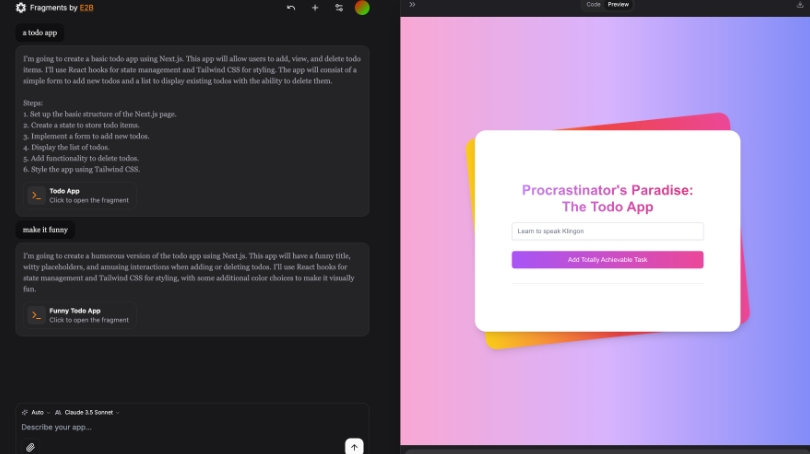 Fragments by E2B
Code Preview
a todo app
I'm going to create a basic todo app using Next.js. This app will allow users to add, view, and delete todo
items. I'll use React hooks for state management and Tailwind CSS for styling. The app will consist of a
simple form to add new todos and a list to display existing todos with the ability to delete them.
Steps:
1. Set up the basic structure of the Next.js page.
2. Create a state to store todo items.
3. Implement a form to add new todos.
4. Display the list of todos.
5. Add functionality to delete todos.
6. Style the app using Tailwind CSS.
Todo App
Click to open the fragment
make it funny
I'm going to create a humorous version of the todo app using Next.js. This app will have a funny title,
witty placeholders, and amusing interactions when adding or deleting todos. I'll use React hooks for
state management and Tailwind CSS for styling, with some additional color choices to make it visually
fun.
Funny Todo App
Click to open the fragment
Auto
Claude 3.5 Sonnet
Describe your app...
Procrastinator's Paradise:
The Todo App
Learn to speak Klingon
Add Totally Achievable Task